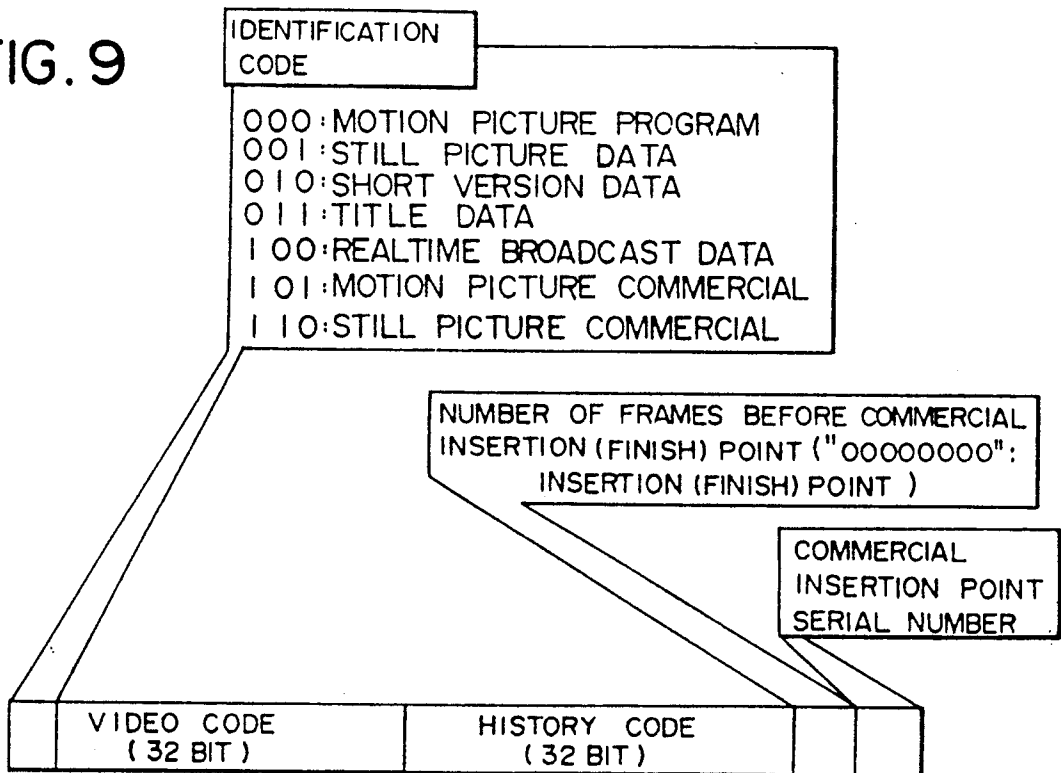 FIG. 9
IDENTIFICATION
CODE
000:MOTION PICTURE PROGRAM
001:STILL PICTURE DATA
010:SHORT VERSION DATA
011:TITLE DATA
100:REALTIME BROADCAST DATA
101:MOTION PICTURE COMMERCIAL
110:STILL PICTURE COMMERCIAL
NUMBER OF FRAMES BEFORE COMMERCIAL
INSERTION (FINISH) POINT ("00000000":
INSERTION (FINISH) POINT )
COMMERCIAL
INSERTION POINT
SERIAL NUMBER
VIDEO CODE
(32 BIT)
HISTORY CODE
(32 BIT)